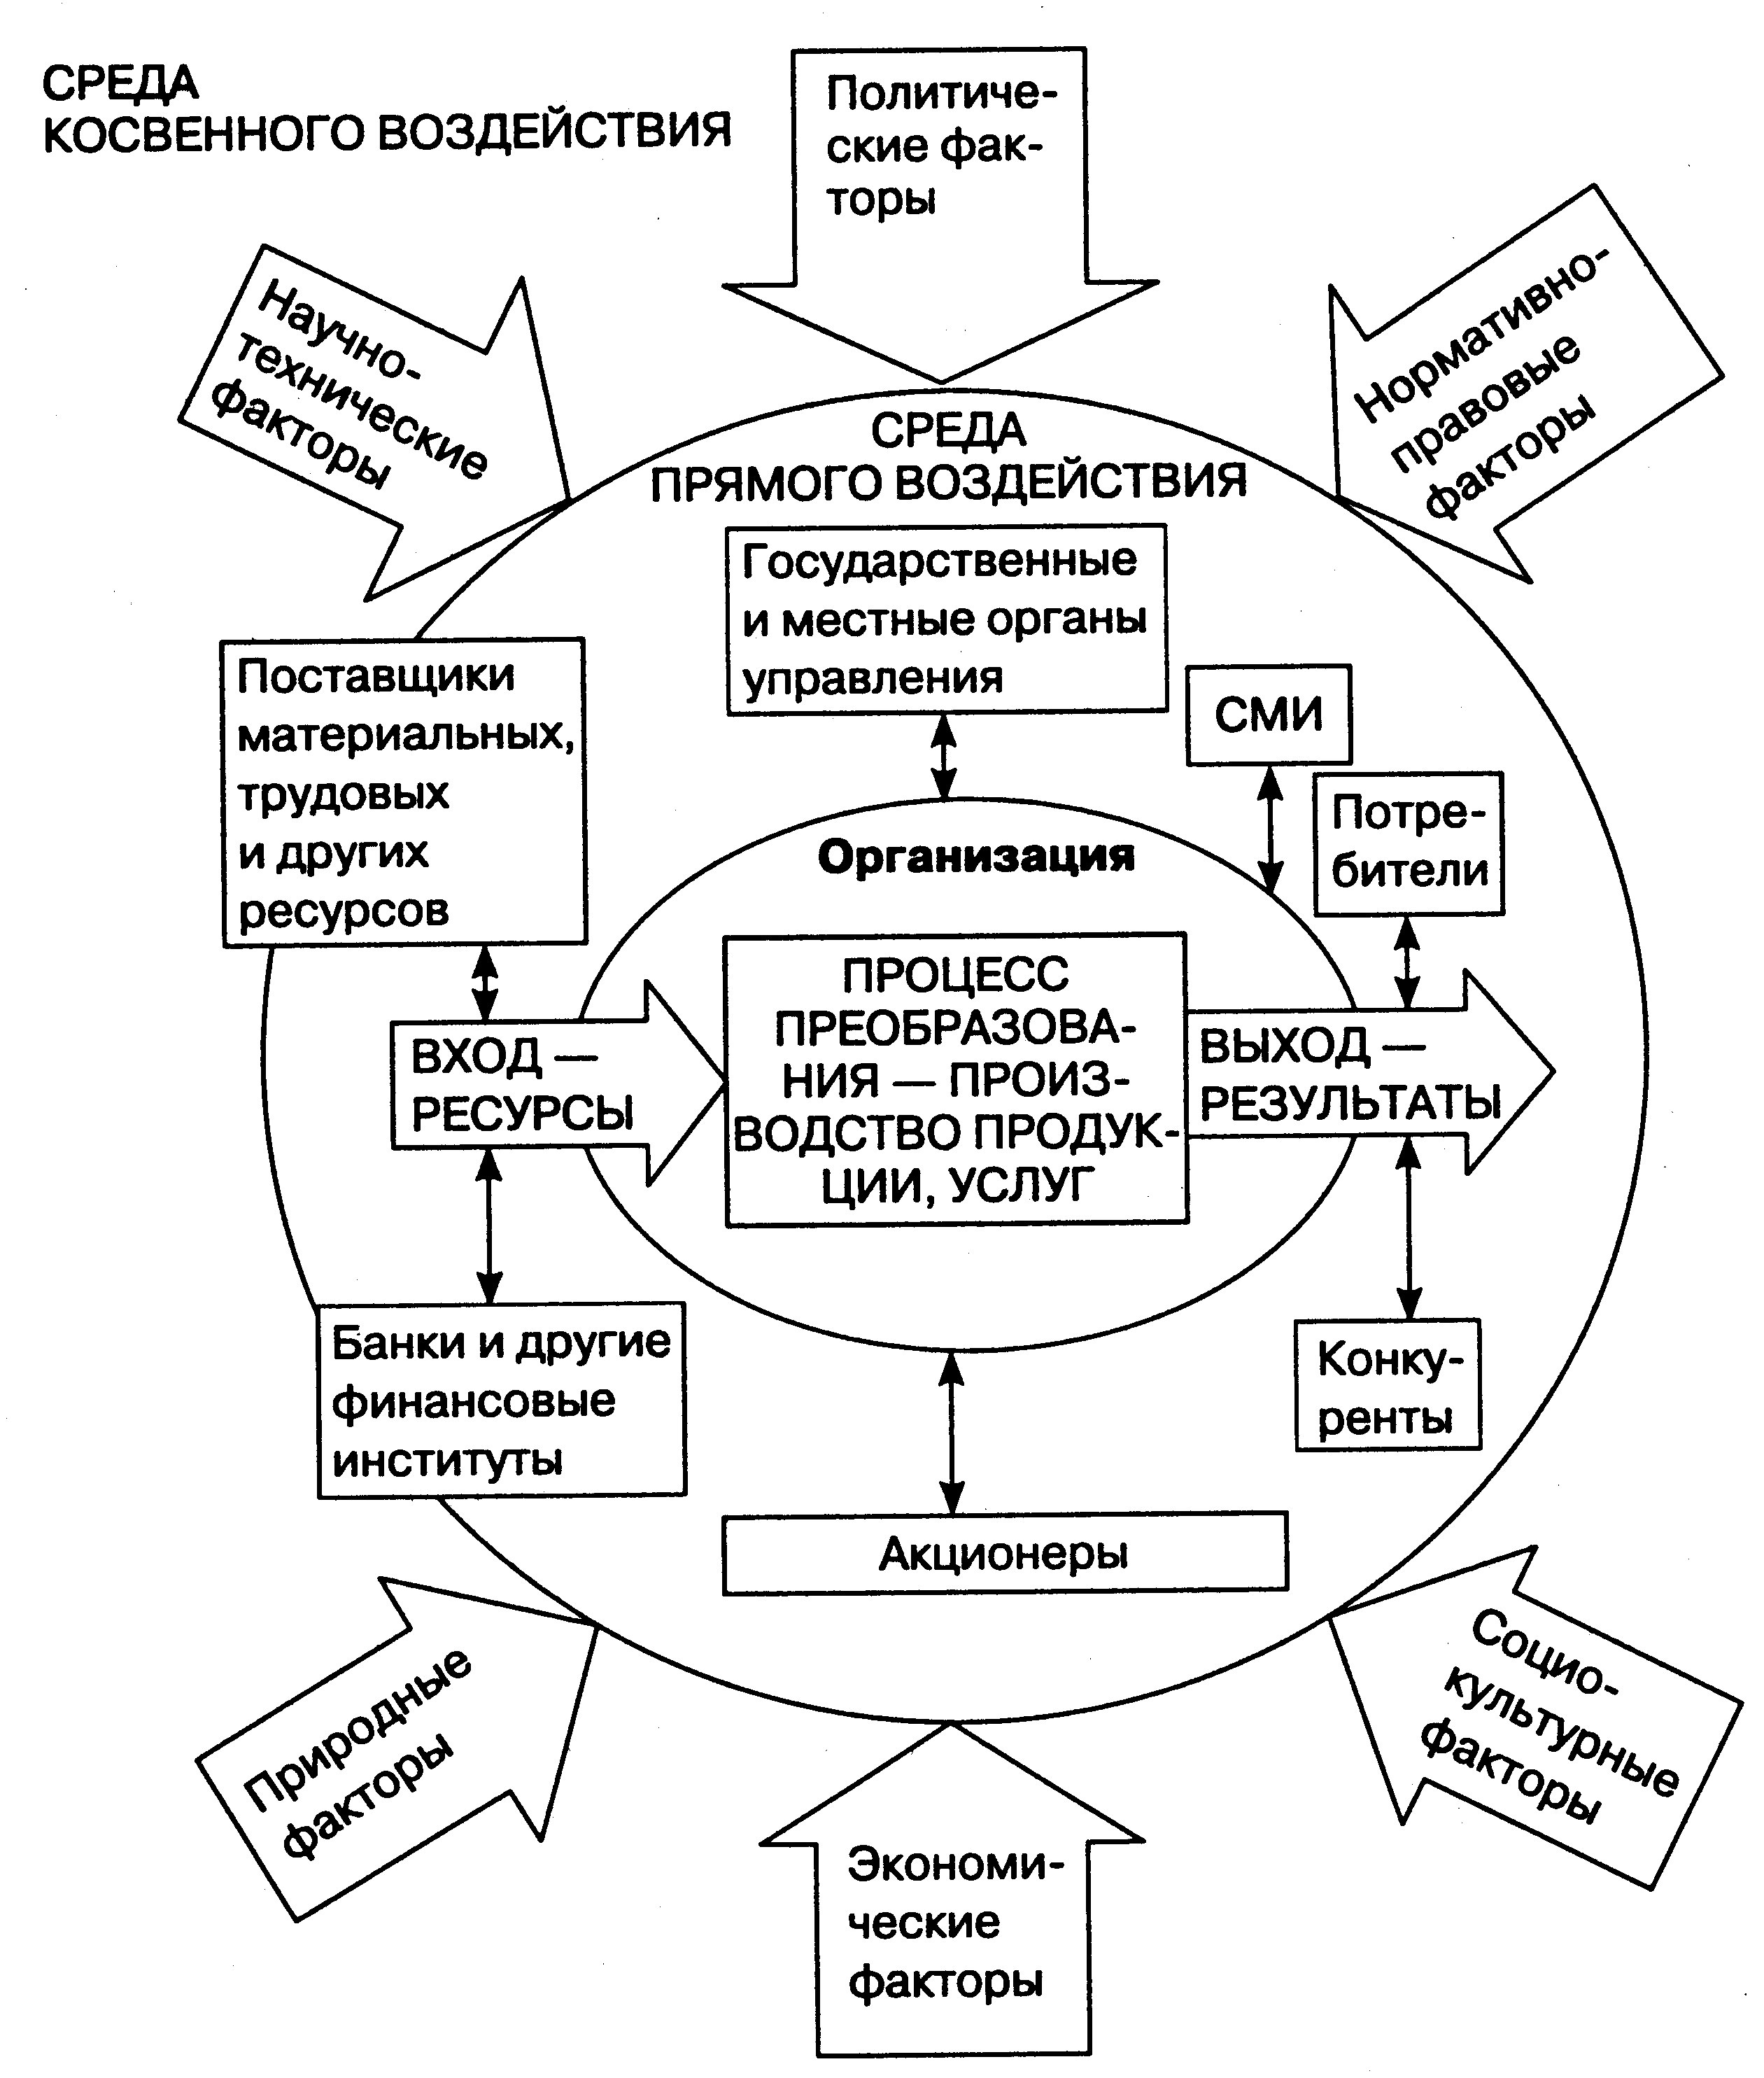 СРЕДА
КОСВЕННОГО ВОЗДЕЙСТВИЯ
Политиче-
ские фак-
торы
Научно-
технические
факторы
Нормативно-
правовые
факторы
СРЕДА
ПРЯМОГО ВОЗДЕЙСТВИЯ
Государственные
и местные органы
управления
Поставщики
материальных,
трудовых
и других
ресурсов
СМИ
Потре-
бители
Организация
ВХОД —
РЕСУРСЫ
ПРОЦЕСС
ПРЕОБРАЗОВА-
НИЯ — ПРОИЗ-
ВОДСТВО ПРОДУК-
ЦИИ, УСЛУГ
ВЫХОД —
РЕЗУЛЬТАТЫ
Банки и другие
финансовые
институты
Конку-
ренты
Акционеры
Природные
факторы
Экономи-
ческие
факторы
Социо-
культурные
факторы